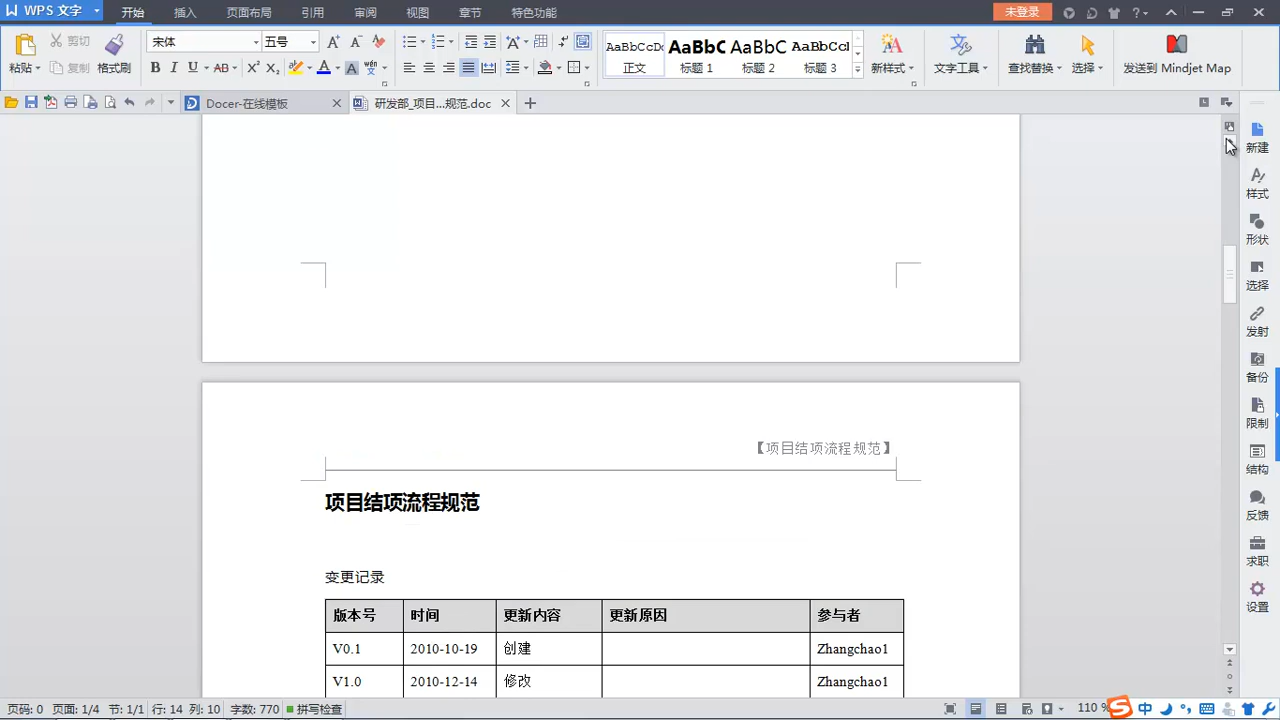 WPS 文字
开始 插入 页面布局 引用 审阅 视图 章节 特色功能
未登录
粘贴 剪切 复制 格式刷
宋体 五号
AaBbCcDc AaBbC AaBbC AaBbCcI
正文 标题 1 标题 2 标题 3
新样式 文字工具 查找替换 选择 发送到 Mindjet Map
Docer-在线模板 研发部_项目...规范.doc
新建
样式
形状
选择
发射
备份
限制
结构
反馈
求职
设置
【项目结项流程规范】
项目结项流程规范
变更记录
版本号 时间 更新内容 更新原因 参与者
V0.1 2010-10-19 创建 Zhangchao1
V1.0 2010-12-14 修改 Zhangchao1
页码: 0 页面: 1/4 节: 1/1 行: 14 列: 10 字数: 770 拼写检查
110 %
中